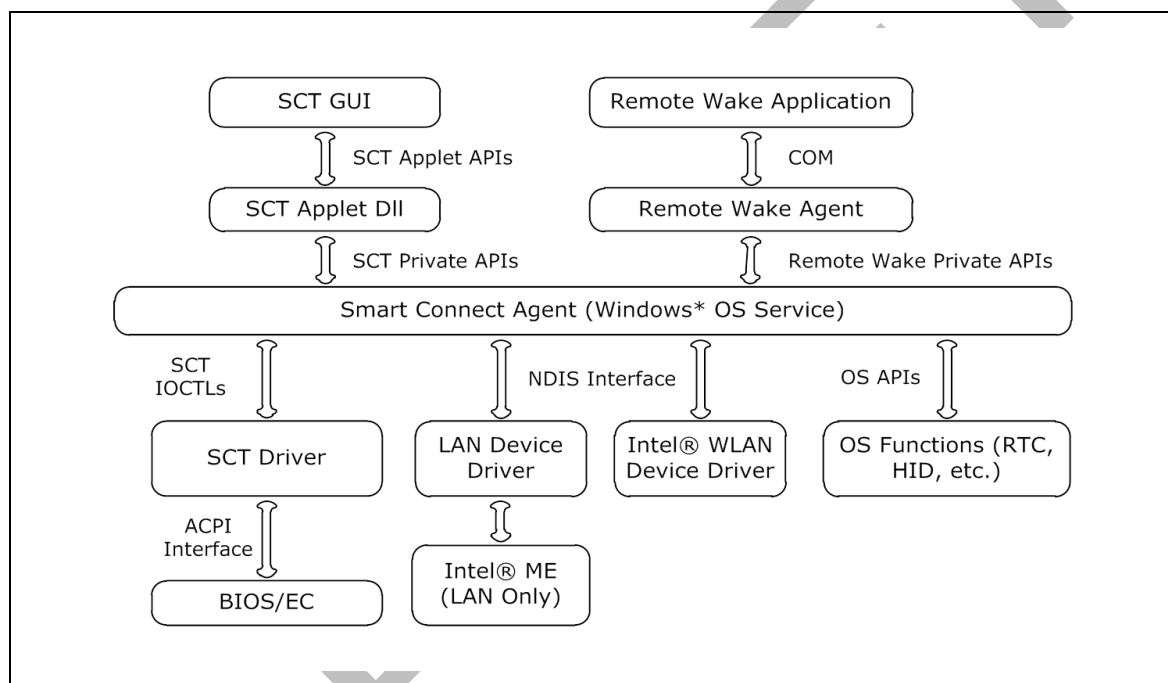 SCT GUI
Remote Wake Application
SCT Applet APIs
COM
SCT Applet Dll
Remote Wake Agent
SCT Private APIs
Remote Wake Private APIs
Smart Connect Agent (Windows* OS Service)
SCT
IOCTLs
NDIS Interface
OS APIs
SCT Driver
LAN Device
Driver
Intel® WLAN
Device Driver
OS Functions (RTC,
HID, etc.)
ACPI
Interface
Intel® ME
(LAN Only)
BIOS/EC